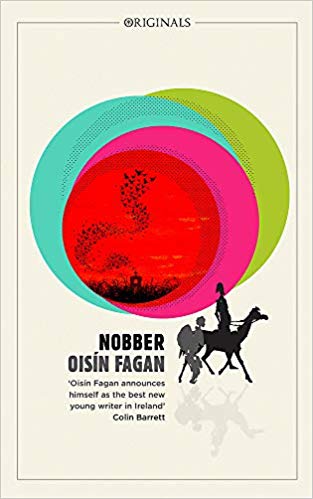 ORIGINALS
NOBBER
OISÍN FAGAN
'Oisín Fagan announces
himself as the best new
young writer in Ireland'
Colin Barrett